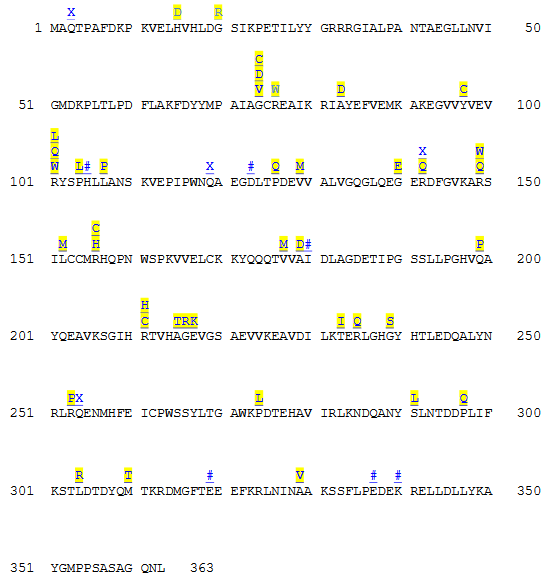 X D R
1 MAQTPAFDKP KVELHVHLDG SIKPETILYY GRRRGIALPA NTAEGLLNVI 50
C
D
V W D C
51 GMDKPLTLPD FLAKFDYYMP AIAGCREAIK RIAYEFVEMK AKEGVVYVEV 100
L
Q X W
W L# L X # Q M G Q Q
101 RYSPHLLANS KVEPIPWNQA EGDLTPDEVV ALVGQGLQEG ERDFGVKARS 150
C
M H M D# P
151 ILCCMRHQPN WSPKVVELCK KYQQQTVVAI DLAGDETIPG SSLLPGHVQA 200
H
C TRK I Q S
201 YQEAVKSGIH RTVHAGEVGS AEVVKEAVDI LKTERLGHGY HTLEDQALYN 250
PX L L Q
251 RLRQENMHFE ICPWSSYLTG AWKPDTEHAV IRLKNDQANY SLNTDDPLIF 300
R T # V # #
301 KSTLDTDYQM TKRDMGFTEE EFKRLNINAA KSSFLPEDEK RELLDLLYKA 350
351 YGMPPSASAG QNL 363